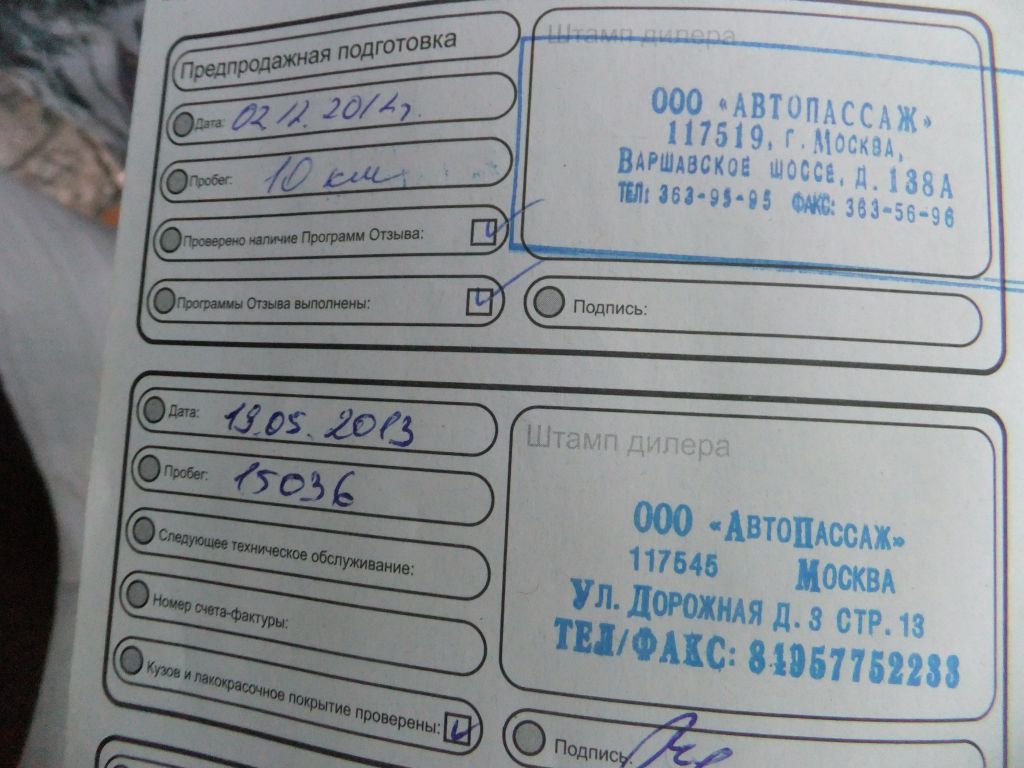 Предпродажная подготовка
Дата: 02.12.2012г.
Пробег: 10 км
Проверено наличие Программ Отзыва:
Программы Отзыва выполнены:
Штамп дилера
ООО «АВТОПАССАЖ»
117519, г. Москва,
Варшавское шоссе, д. 138А
ТЕЛ: 363-95-95 ФАКС: 363-56-96
Подпись:
Дата: 19.05.2013
Пробег: 15036
Следующее техническое обслуживание:
Номер счета-фактуры:
Кузов и лакокрасочное покрытие проверены:
Штамп дилера
ООО «АвтоПассаж»
117545 Москва
Ул. Дорожная д. 3 стр. 13
ТЕЛ/ФАКС: 84957752233
Подпись: